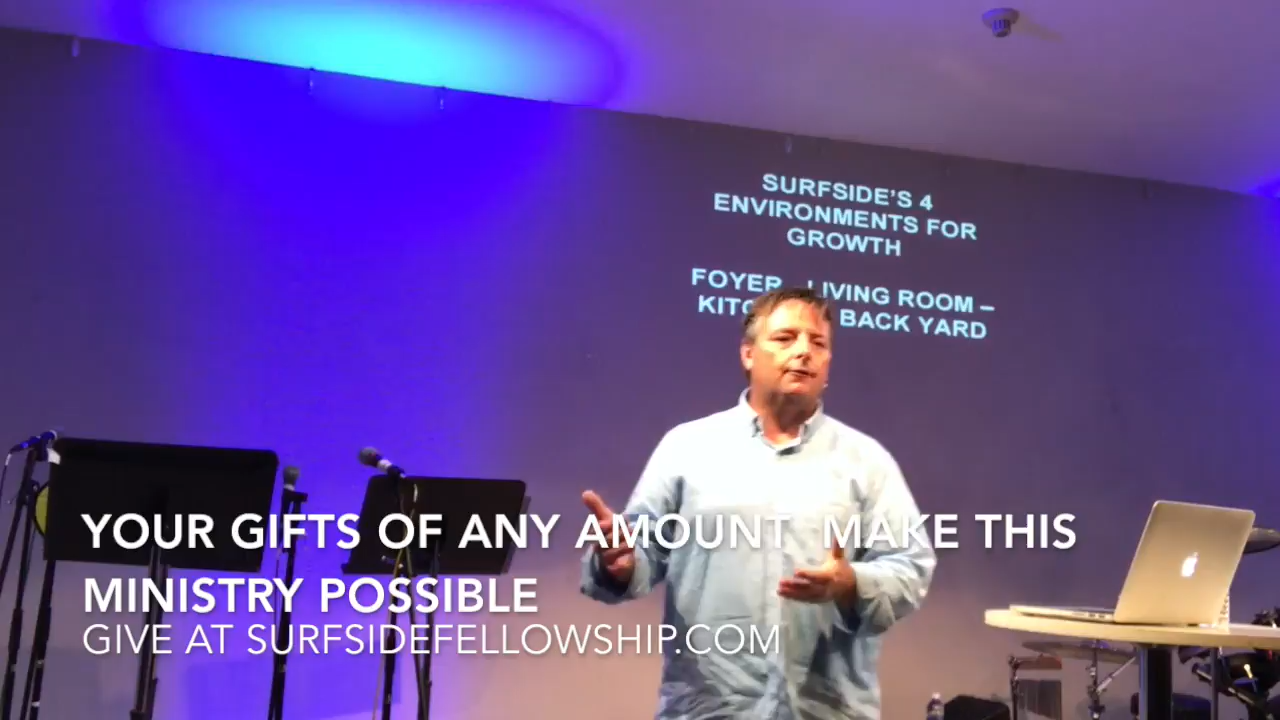 SURFSIDE'S 4
ENVIRONMENTS FOR
GROWTH
LIVING ROOM –
BACK YARD
YOUR GIFTS OF ANY AMOUNT MAKE THIS
MINISTRY POSSIBLE
GIVE AT SURFSIDEFELLOWSHIP.COM